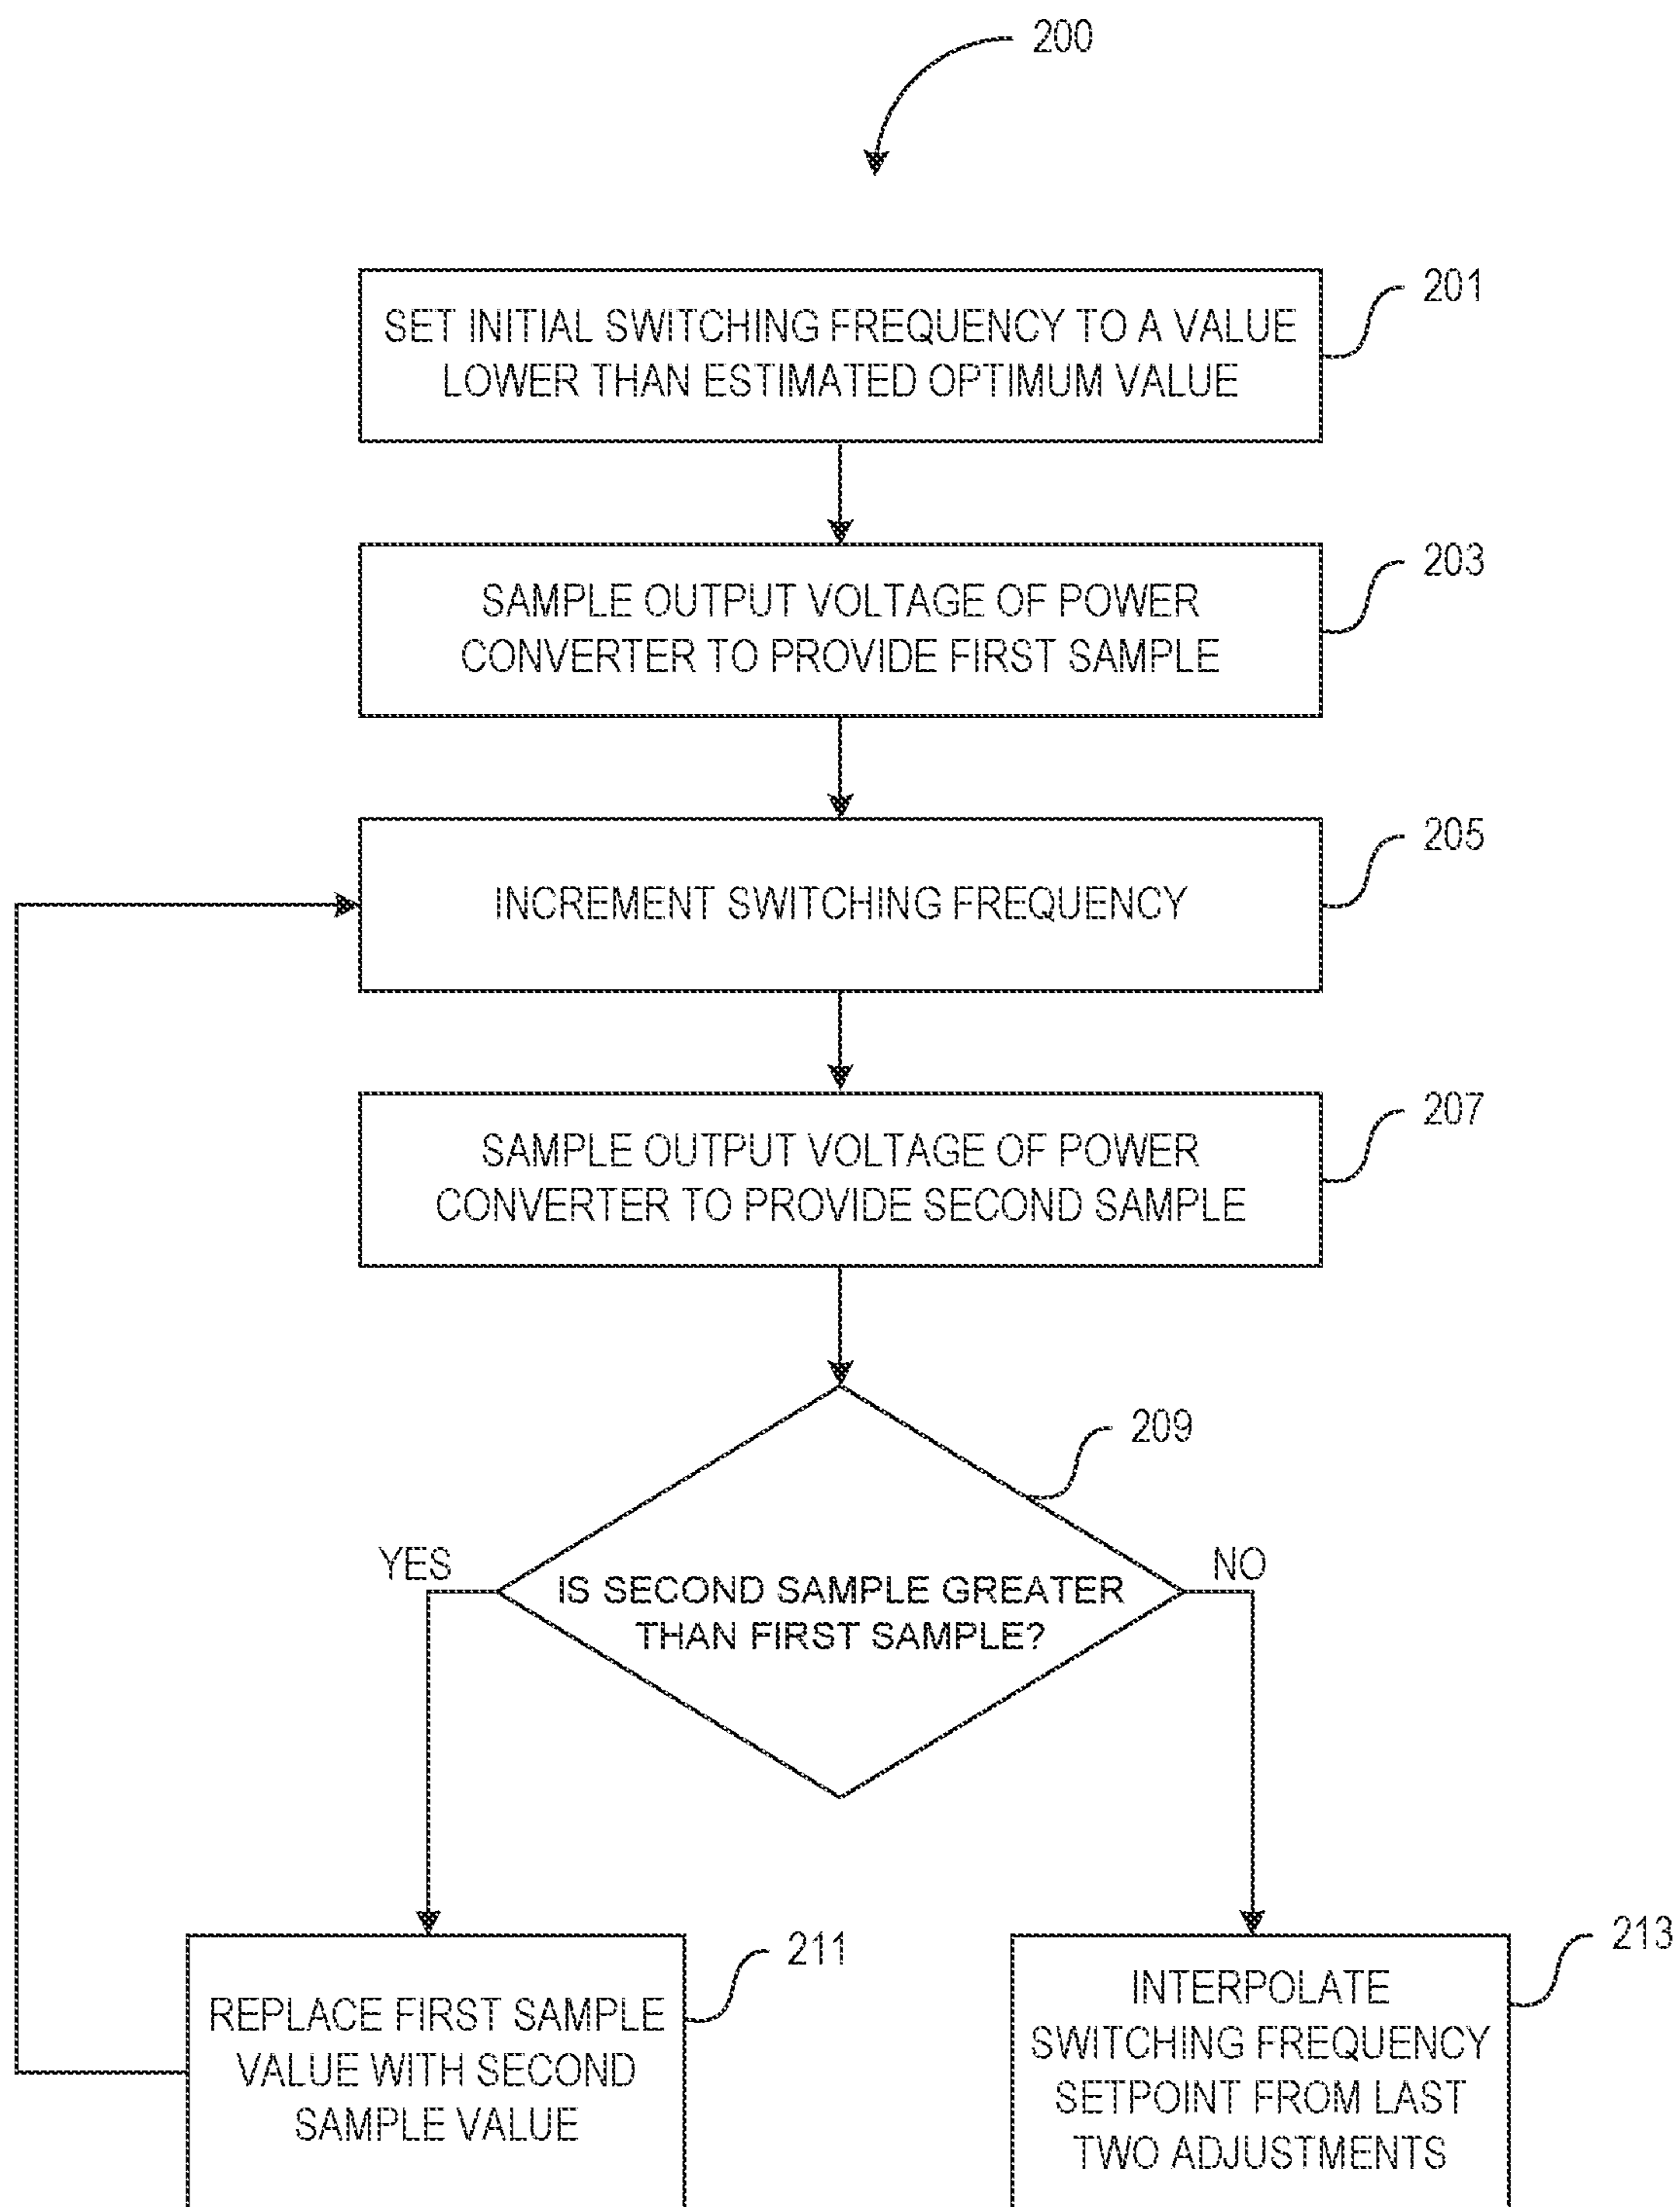 200
SET INITIAL SWITCHING FREQUENCY TO A VALUE
LOWER THAN ESTIMATED OPTIMUM VALUE
201
SAMPLE OUTPUT VOLTAGE OF POWER
CONVERTER TO PROVIDE FIRST SAMPLE
203
INCREMENT SWITCHING FREQUENCY
205
SAMPLE OUTPUT VOLTAGE OF POWER
CONVERTER TO PROVIDE SECOND SAMPLE
207
209
YES
NO
IS SECOND SAMPLE GREATER
THAN FIRST SAMPLE?
REPLACE FIRST SAMPLE
VALUE WITH SECOND
SAMPLE VALUE
211
INTERPOLATE
SWITCHING FREQUENCY
SETPOINT FROM LAST
TWO ADJUSTMENTS
213